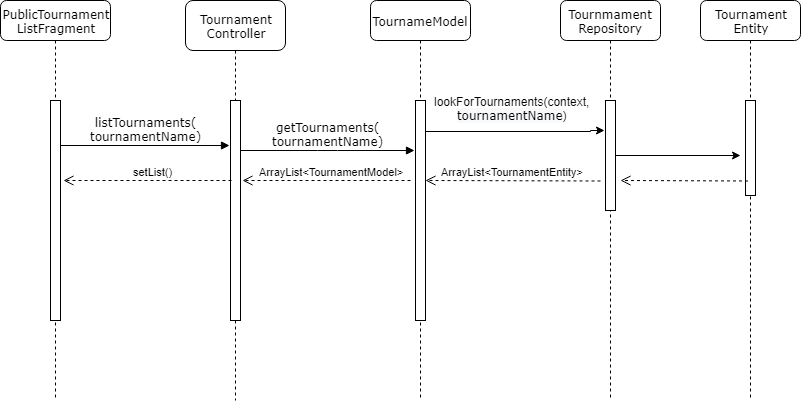 PublicTournament
ListFragment
Tournament
Controller
TournameModel
Tournmament
Repository
Tournament
Entity
listTournaments(
tournamentName)
getTournaments(
tournamentName)
lookForTournaments(context,
tournamentName)
setList()
ArrayList<TournamentModel>
ArrayList<TournamentEntity>